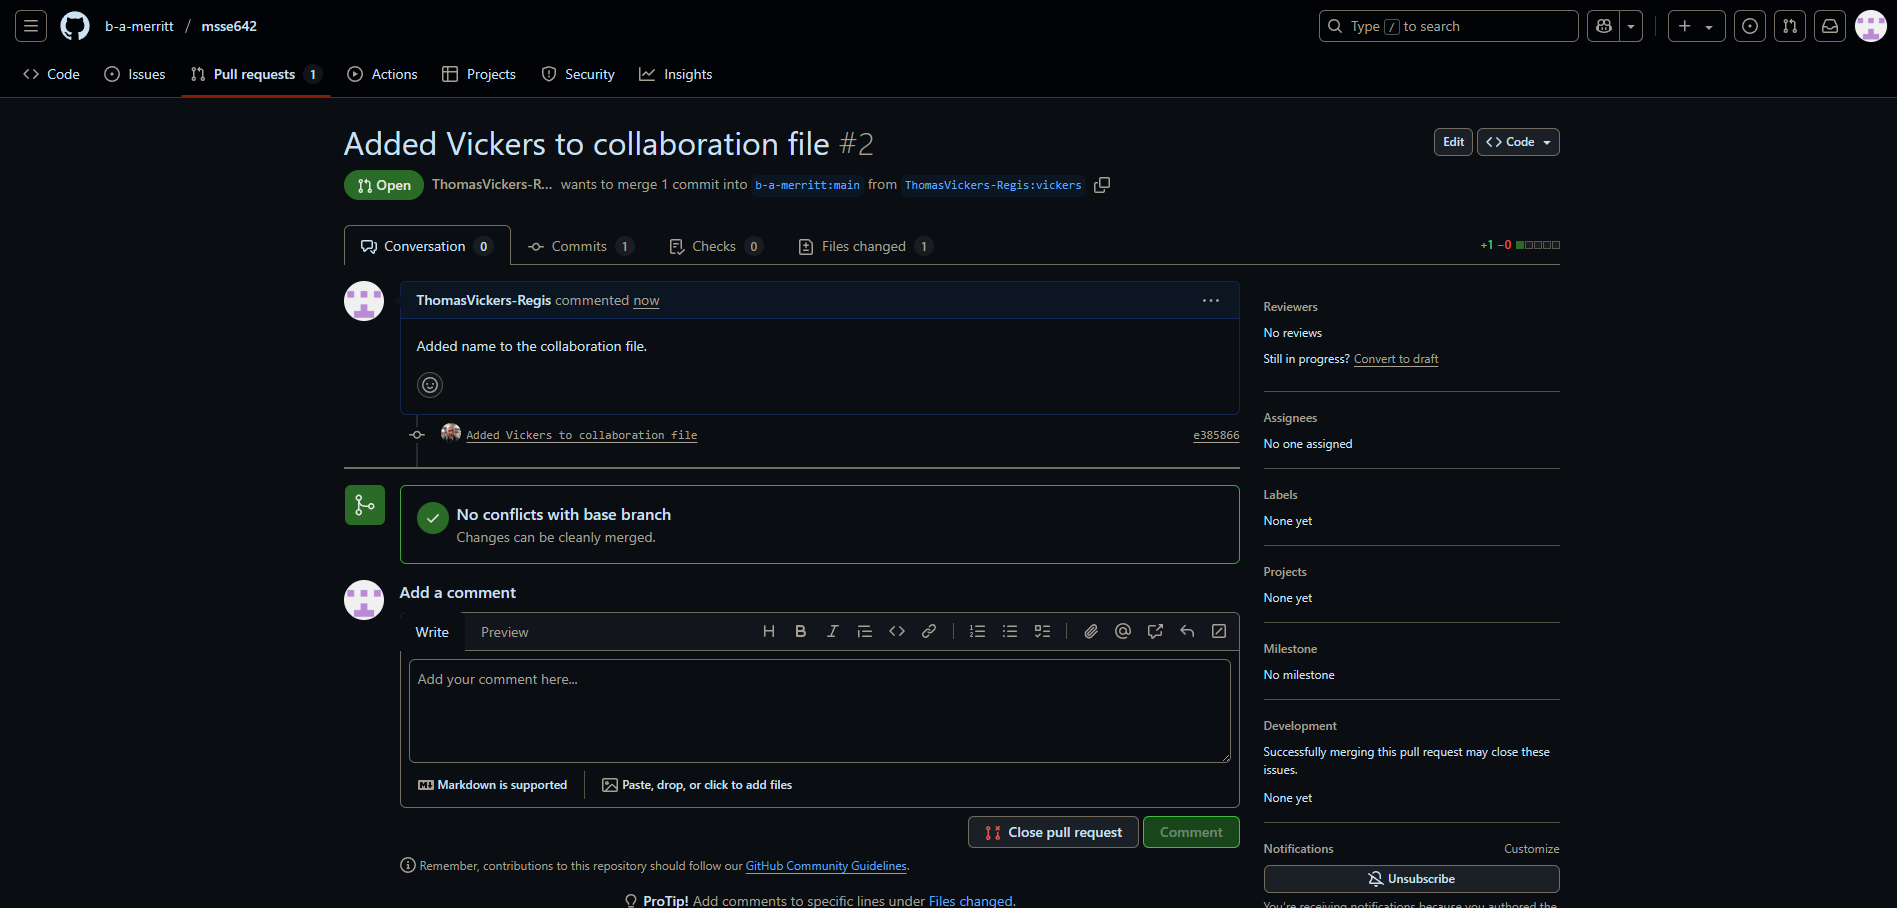 b-a-merritt / msse642
Type / to search
Code Issues Pull requests 1 Actions Projects Security Insights
Added Vickers to collaboration file #2
Edit Code
Open ThomasVickers-R... wants to merge 1 commit into b-a-merritt:main from ThomasVickers-Regis:vickers
Conversation 0 Commits 1 Checks 0 Files changed 1
+1 −0
ThomasVickers-Regis commented now
Added name to the collaboration file.
Added Vickers to collaboration file e385866
No conflicts with base branch
Changes can be cleanly merged.
Add a comment
Write Preview
Add your comment here...
Markdown is supported Paste, drop, or click to add files
Close pull request Comment
Remember, contributions to this repository should follow our GitHub Community Guidelines.
ProTip! Add comments to specific lines under Files changed.
Reviewers
No reviews
Still in progress? Convert to draft
Assignees
No one assigned
Labels
None yet
Projects
None yet
Milestone
No milestone
Development
Successfully merging this pull request may close these
issues.
None yet
Notifications Customize
Unsubscribe
You're receiving notifications because you authored the